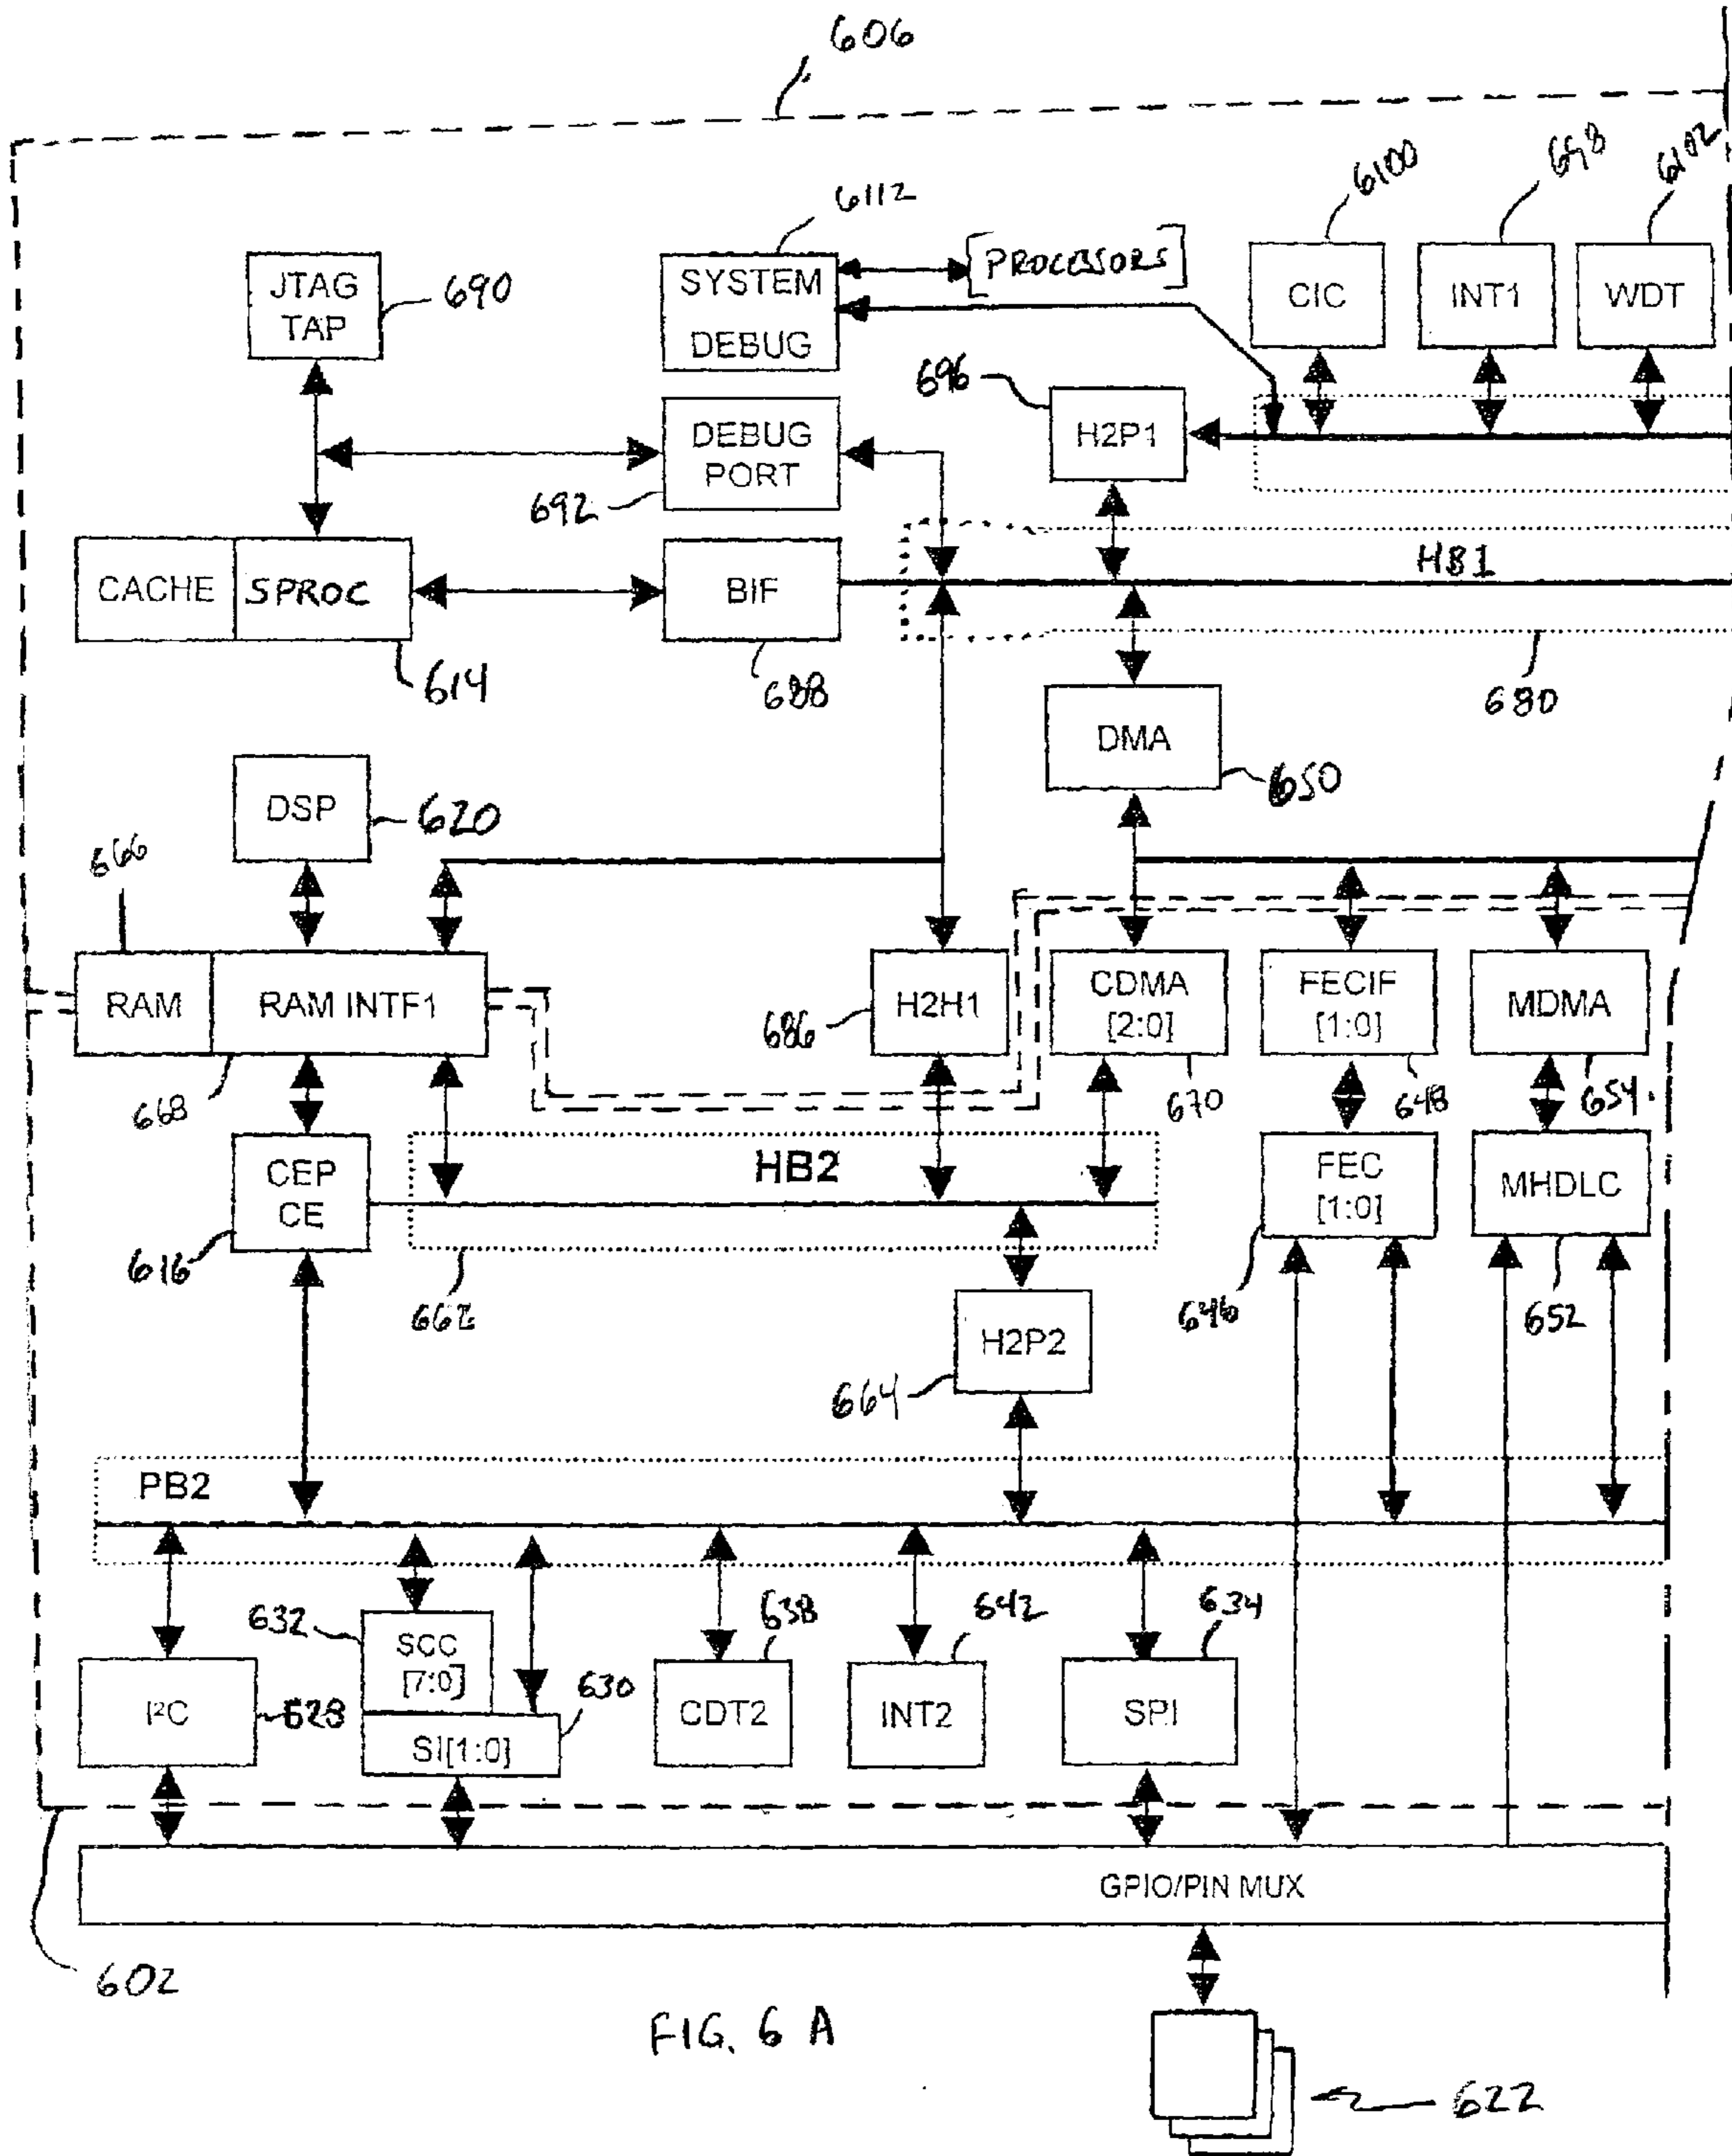 606
6100
698
6102
6112
JTAG
TAP
690
SYSTEM
DEBUG
[PROCESSORS]
CIC
INT1
WDT
696
H2P1
DEBUG
PORT
692
HB1
CACHE
SPROC
BIF
614
688
680
DMA
650
DSP
620
666
RAM
RAM INTF1
H2H1
686
CDMA
[2:0]
FECIF
[1:0]
MDMA
668
670
648
654
CEP
CE
HB2
FEC
[1:0]
MHDLC
616
662
646
652
H2P2
664
PB2
632
SCC
[7:0]
638
642
634
630
I²C
628
SI[1:0]
CDT2
INT2
SPI
GPIO/PIN MUX
602
FIG. 6 A
622